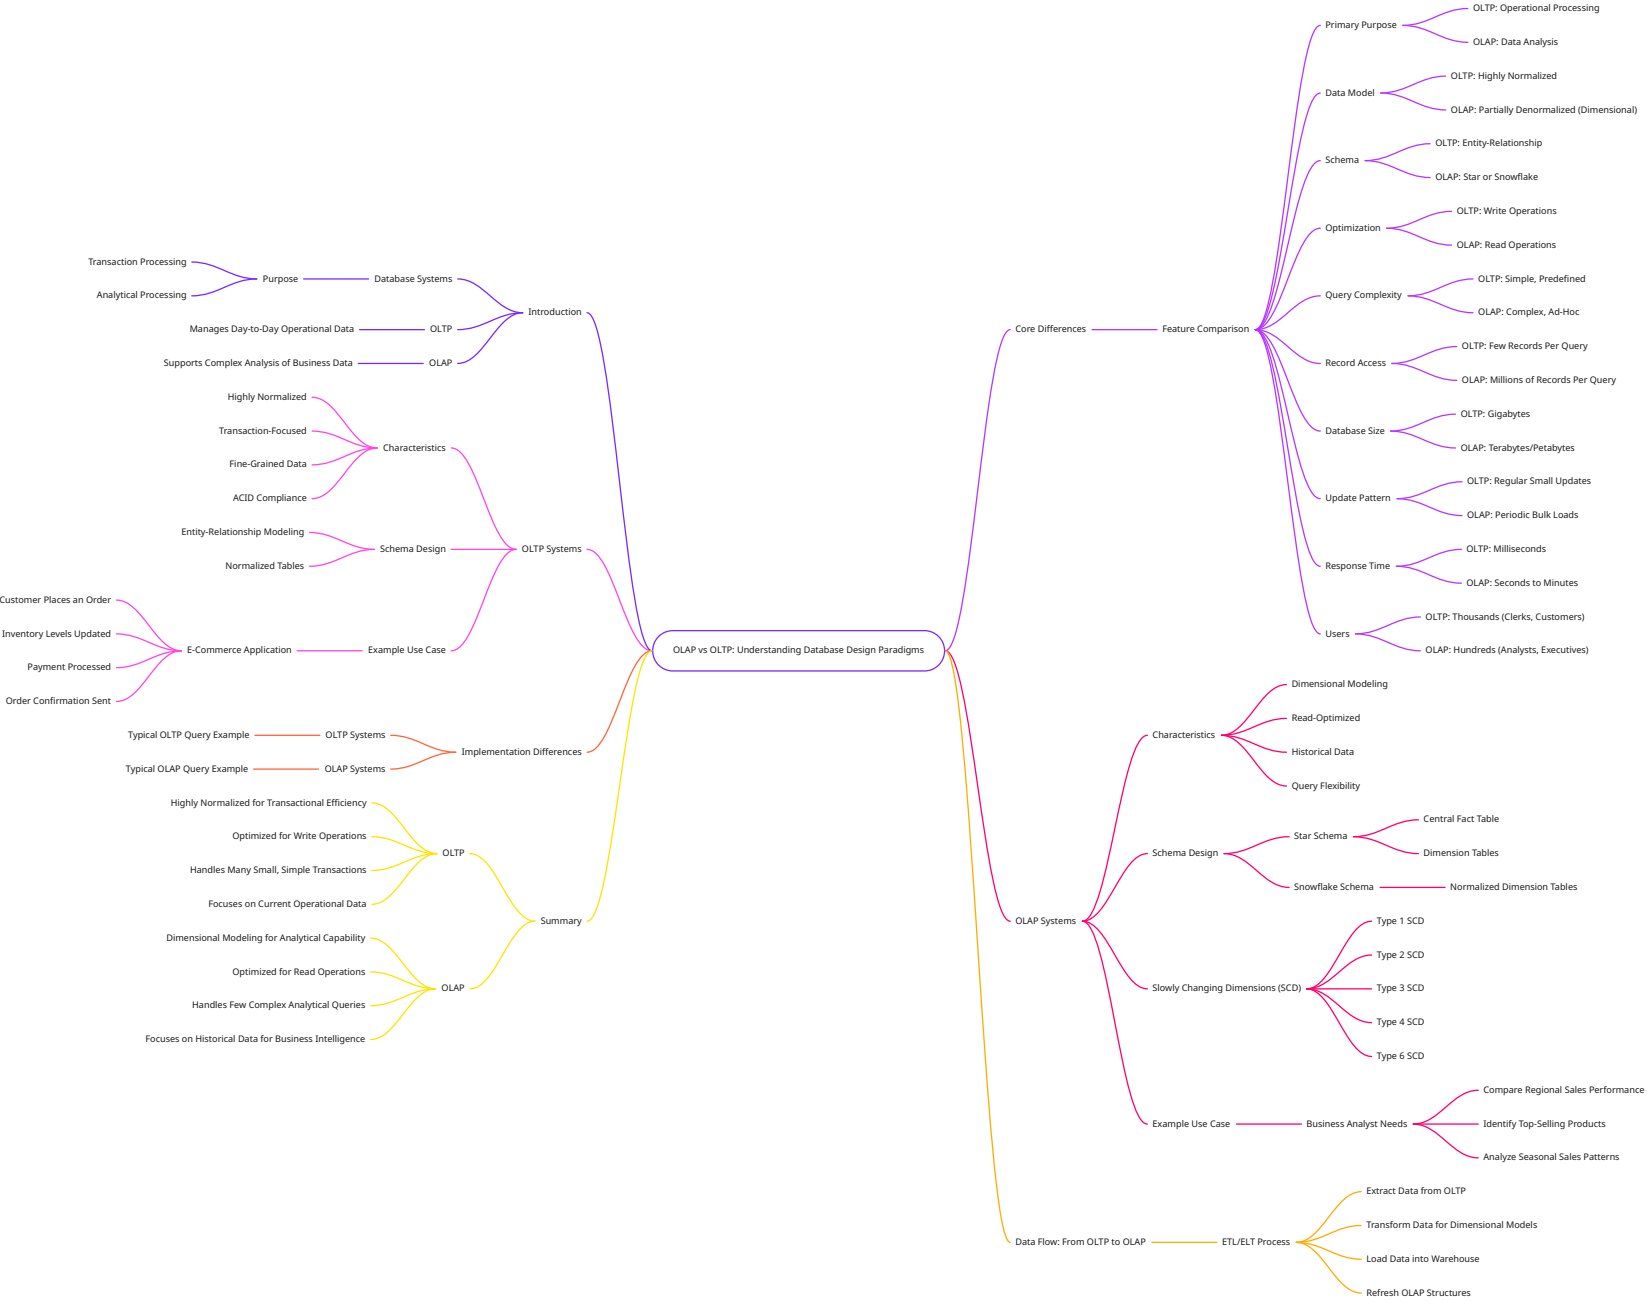 OLAP vs OLTP: Understanding Database Design Paradigms
Introduction
Database Systems
Purpose
Transaction Processing
Analytical Processing
OLTP
Manages Day-to-Day Operational Data
OLAP
Supports Complex Analysis of Business Data
OLTP Systems
Characteristics
Highly Normalized
Transaction-Focused
Fine-Grained Data
ACID Compliance
Schema Design
Entity-Relationship Modeling
Normalized Tables
Example Use Case
E-Commerce Application
Customer Places an Order
Inventory Levels Updated
Payment Processed
Order Confirmation Sent
Implementation Differences
OLTP Systems
Typical OLTP Query Example
OLAP Systems
Typical OLAP Query Example
Summary
OLTP
Highly Normalized for Transactional Efficiency
Optimized for Write Operations
Handles Many Small, Simple Transactions
Focuses on Current Operational Data
OLAP
Dimensional Modeling for Analytical Capability
Optimized for Read Operations
Handles Few Complex Analytical Queries
Focuses on Historical Data for Business Intelligence
Core Differences
Feature Comparison
Primary Purpose
OLTP: Operational Processing
OLAP: Data Analysis
Data Model
OLTP: Highly Normalized
OLAP: Partially Denormalized (Dimensional)
Schema
OLTP: Entity-Relationship
OLAP: Star or Snowflake
Optimization
OLTP: Write Operations
OLAP: Read Operations
Query Complexity
OLTP: Simple, Predefined
OLAP: Complex, Ad-Hoc
Record Access
OLTP: Few Records Per Query
OLAP: Millions of Records Per Query
Database Size
OLTP: Gigabytes
OLAP: Terabytes/Petabytes
Update Pattern
OLTP: Regular Small Updates
OLAP: Periodic Bulk Loads
Response Time
OLTP: Milliseconds
OLAP: Seconds to Minutes
Users
OLTP: Thousands (Clerks, Customers)
OLAP: Hundreds (Analysts, Executives)
OLAP Systems
Characteristics
Dimensional Modeling
Read-Optimized
Historical Data
Query Flexibility
Schema Design
Star Schema
Central Fact Table
Dimension Tables
Snowflake Schema
Normalized Dimension Tables
Slowly Changing Dimensions (SCD)
Type 1 SCD
Type 2 SCD
Type 3 SCD
Type 4 SCD
Type 6 SCD
Example Use Case
Business Analyst Needs
Compare Regional Sales Performance
Identify Top-Selling Products
Analyze Seasonal Sales Patterns
Data Flow: From OLTP to OLAP
ETL/ELT Process
Extract Data from OLTP
Transform Data for Dimensional Models
Load Data into Warehouse
Refresh OLAP Structures